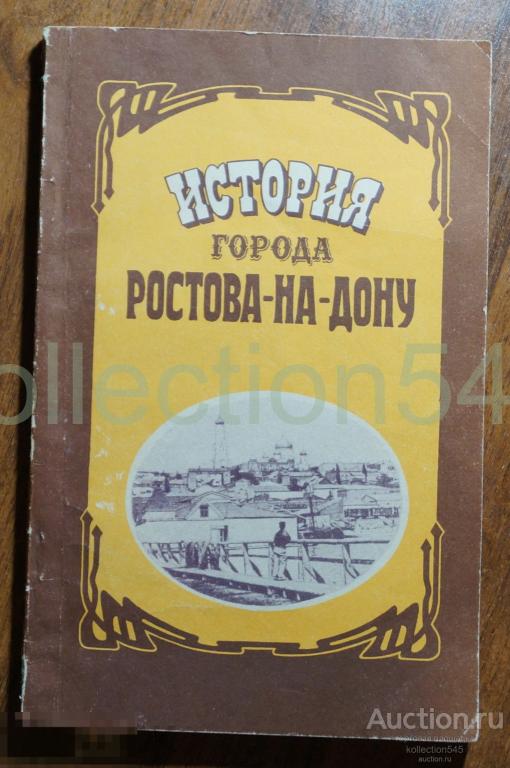 ИСТОРИЯ
ГОРОДА
РОСТОВА-НА-ДОНУ
ollection54
Auction.ru
kollection545
auction.ru